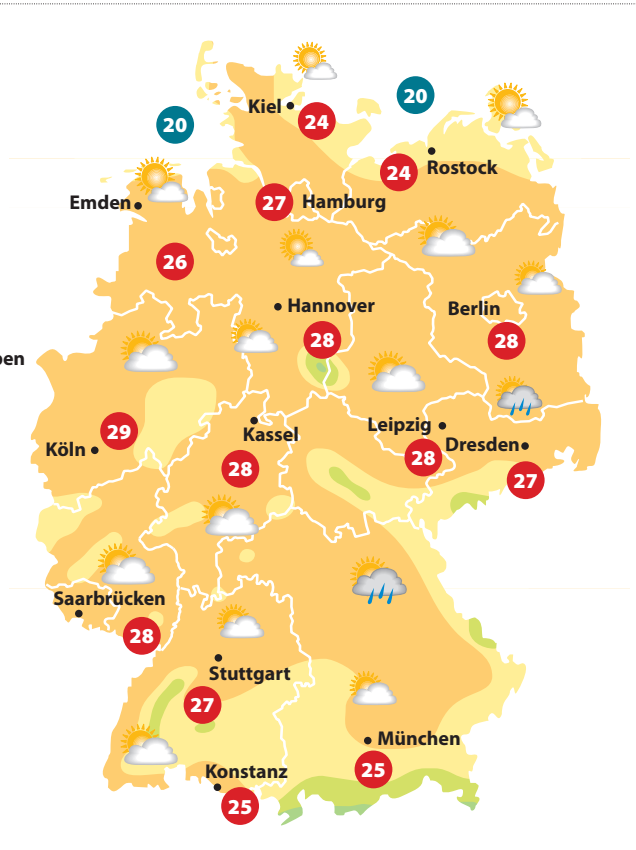 20
Kiel
24
20
24
Rostock
Emden
27
Hamburg
26
Hannover
Berlin
28
28
pen
29
Köln
Kassel
Leipzig
28
28
Dresden
27
Saarbrücken
28
Stuttgart
27
München
25
Konstanz
25